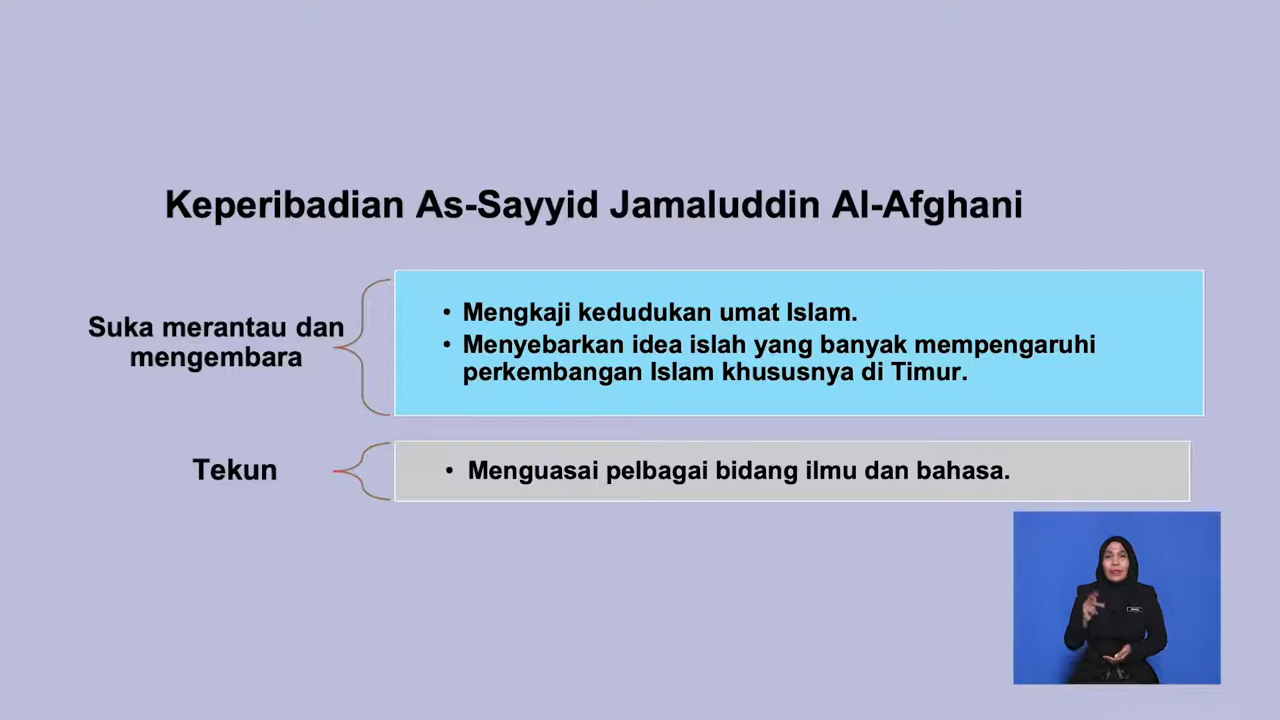 Keperibadian As-Sayyid Jamaluddin Al-Afghani
Suka merantau dan
mengembara
• Mengkaji kedudukan umat Islam.
• Menyebarkan idea islah yang banyak mempengaruhi
perkembangan Islam khususnya di Timur.
Tekun
• Menguasai pelbagai bidang ilmu dan bahasa.